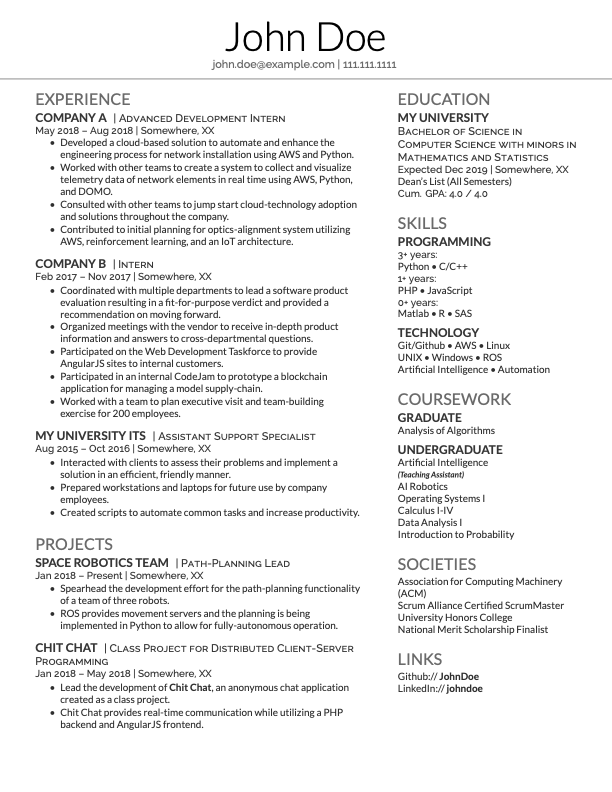 John Doe
john.doe@example.com | 111.111.1111
EXPERIENCE
COMPANY A | Advanced Development Intern
May 2018 – Aug 2018 | Somewhere, XX
• Developed a cloud-based solution to automate and enhance the
engineering process for network installation using AWS and Python.
• Worked with other teams to create a system to collect and visualize
telemetry data of network elements in real time using AWS, Python,
and DOMO.
• Consulted with other teams to jump start cloud-technology adoption
and solutions throughout the company.
• Contributed to initial planning for optics-alignment system utilizing
AWS, reinforcement learning, and an IoT architecture.
COMPANY B | Intern
Feb 2017 – Nov 2017 | Somewhere, XX
• Coordinated with multiple departments to lead a software product
evaluation resulting in a fit-for-purpose verdict and provided a
recommendation on moving forward.
• Organized meetings with the vendor to receive in-depth product
information and answers to cross-departmental questions.
• Participated on the Web Development Taskforce to provide
AngularJS sites to internal customers.
• Participated in an internal CodeJam to prototype a blockchain
application for managing a model supply-chain.
• Worked with a team to plan executive visit and team-building
exercise for 200 employees.
MY UNIVERSITY ITS | Assistant Support Specialist
Aug 2015 – Oct 2016 | Somewhere, XX
• Interacted with clients to assess their problems and implement a
solution in an efficient, friendly manner.
• Prepared workstations and laptops for future use by company
employees.
• Created scripts to automate common tasks and increase productivity.
PROJECTS
SPACE ROBOTICS TEAM | Path-Planning Lead
Jan 2018 – Present | Somewhere, XX
• Spearhead the development effort for the path-planning functionality
of a team of three robots.
• ROS provides movement servers and the planning is being
implemented in Python to allow for fully-autonomous operation.
CHIT CHAT | Class Project for Distributed Client-Server
Programming
Jan 2018 – May 2018 | Somewhere, XX
• Lead the development of Chit Chat, an anonymous chat application
created as a class project.
• Chit Chat provides real-time communication while utilizing a PHP
backend and AngularJS frontend.
EDUCATION
MY UNIVERSITY
Bachelor of Science in
Computer Science with minors in
Mathematics and Statistics
Expected Dec 2019 | Somewhere, XX
Dean's List (All Semesters)
Cum. GPA: 4.0 / 4.0
SKILLS
PROGRAMMING
3+ years:
Python • C/C++
1+ years:
PHP • JavaScript
0+ years:
Matlab • R • SAS
TECHNOLOGY
Git/Github • AWS • Linux
UNIX • Windows • ROS
Artificial Intelligence • Automation
COURSEWORK
GRADUATE
Analysis of Algorithms
UNDERGRADUATE
Artificial Intelligence
(Teaching Assistant)
AI Robotics
Operating Systems I
Calculus I-IV
Data Analysis I
Introduction to Probability
SOCIETIES
Association for Computing Machinery
(ACM)
Scrum Alliance Certified ScrumMaster
University Honors College
National Merit Scholarship Finalist
LINKS
Github:// JohnDoe
LinkedIn:// johndoe